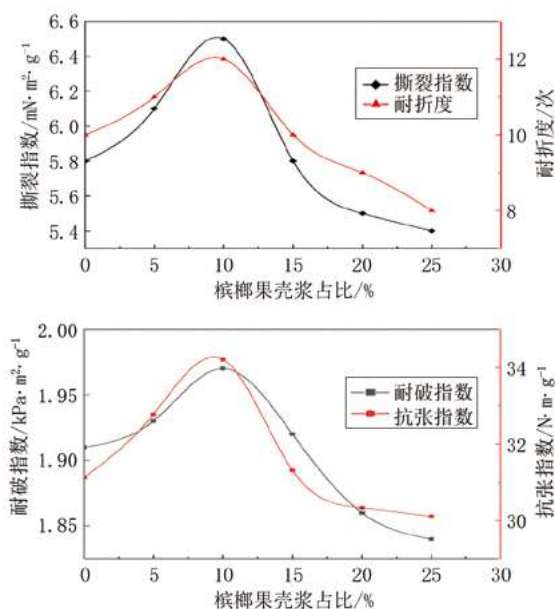 撕裂指数/mN·m²·g⁻¹
6.6
6.4
6.2
6.0
5.8
5.6
5.4
撕裂指数
耐折度
12
10
8
耐折度/次
0 5 10 15 20 25 30
槟榔果壳浆占比/%
耐破指数/kPa·m²·g⁻¹
2.00
1.95
1.90
1.85
耐破指数
抗张指数
34
32
30
抗张指数/N·m·g⁻¹
0 5 10 15 20 25 30
槟榔果壳浆占比/%